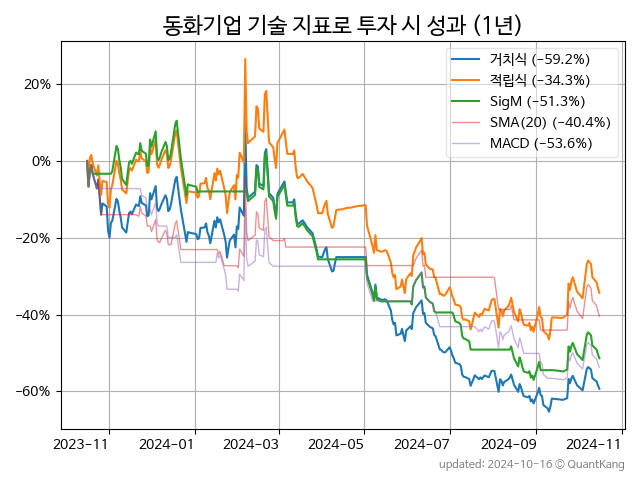 동화기업 기술 지표로 투자 시 성과 (1년)
거치식 (−59.2%)
적립식 (−34.3%)
SigM (−51.3%)
SMA(20) (−40.4%)
MACD (−53.6%)
20%
0%
−20%
−40%
−60%
2023-11
2024-01
2024-03
2024-05
2024-07
2024-09
2024-11
updated: 2024-10-16 © QuantKang